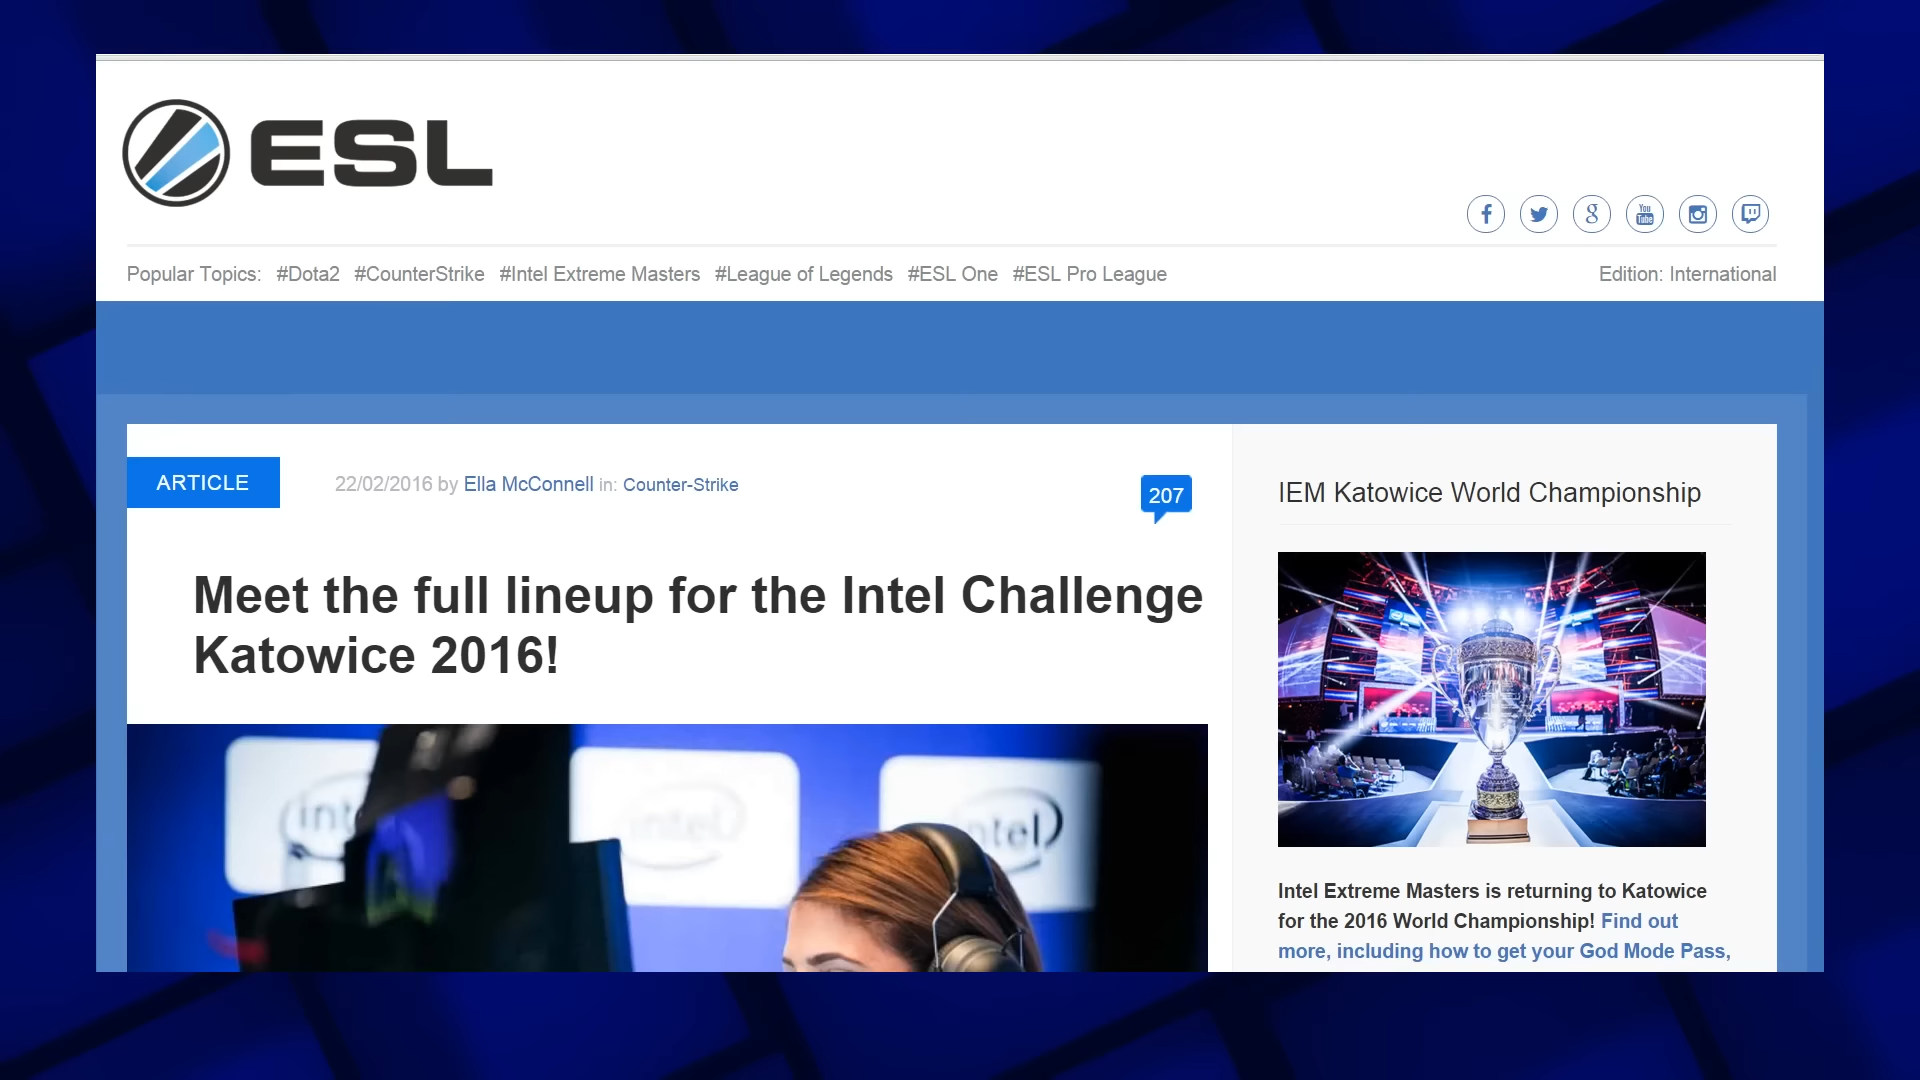 ESL
Popular Topics: #Dota2 #CounterStrike #Intel Extreme Masters #League of Legends #ESL One #ESL Pro League
Edition: International
ARTICLE
22/02/2016 by Ella McConnell in: Counter-Strike
207
Meet the full lineup for the Intel Challenge
Katowice 2016!
intel
intel
intel
IEM Katowice World Championship
Intel Extreme Masters is returning to Katowice
for the 2016 World Championship! Find out
more, including how to get your God Mode Pass,